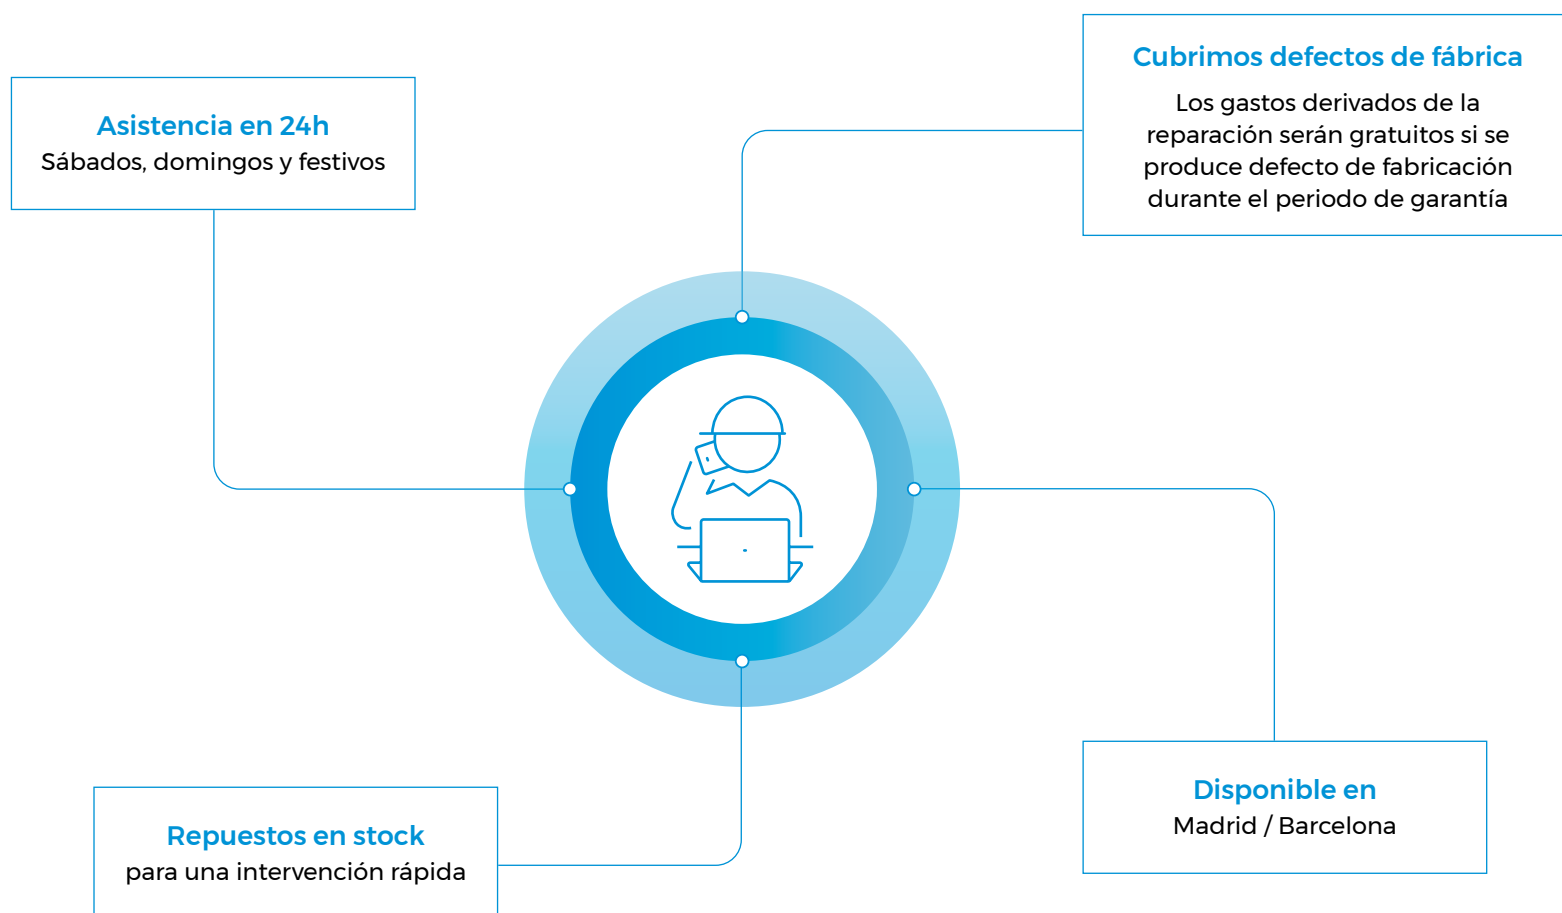 Asistencia en 24h
Sábados, domingos y festivos
Cubrimos defectos de fábrica
Los gastos derivados de la
reparación serán gratuitos si se
produce defecto de fabricación
durante el periodo de garantía
Repuestos en stock
para una intervención rápida
Disponible en
Madrid / Barcelona